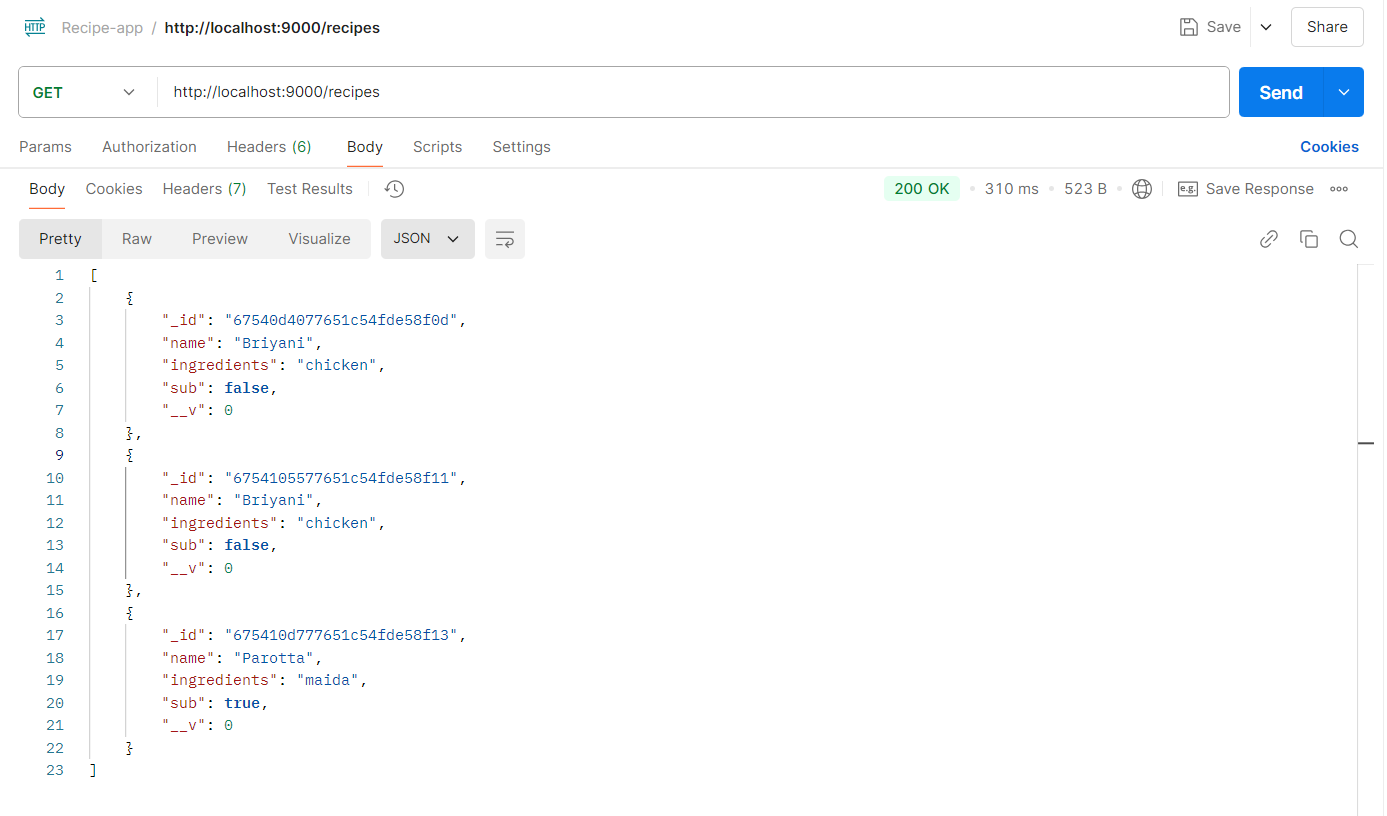 HTTP Recipe-app / http://localhost:9000/recipes Save Share
GET http://localhost:9000/recipes Send
Params Authorization Headers (6) Body Scripts Settings Cookies
Body Cookies Headers (7) Test Results 200 OK 310 ms 523 B e.g. Save Response
Pretty Raw Preview Visualize JSON
1 [
2 {
3 "_id": "67540d4077651c54fde58f0d",
4 "name": "Briyani",
5 "ingredients": "chicken",
6 "sub": false,
7 "__v": 0
8 },
9 {
10 "_id": "6754105577651c54fde58f11",
11 "name": "Briyani",
12 "ingredients": "chicken",
13 "sub": false,
14 "__v": 0
15 },
16 {
17 "_id": "675410d777651c54fde58f13",
18 "name": "Parotta",
19 "ingredients": "maida",
20 "sub": true,
21 "__v": 0
22 }
23 ]